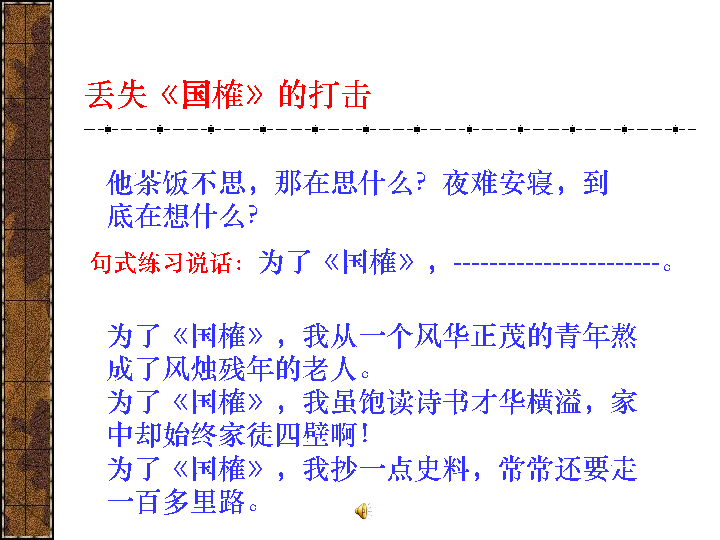 丢失《国榷》的打击
他茶饭不思，那在思什么？夜难安寝，到
底在想什么？
句式练习说话：为了《国榷》，-----------------------。
为了《国榷》，我从一个风华正茂的青年熬
成了风烛残年的老人。
为了《国榷》，我虽饱读诗书才华横溢，家
中却始终家徒四壁啊！
为了《国榷》，我抄一点史料，常常还要走
一百多里路。